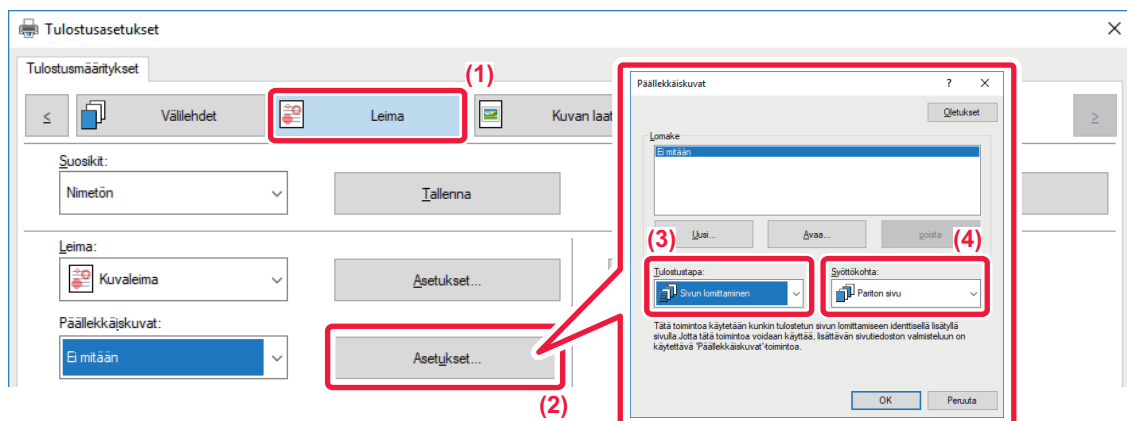 Tulostusasetukset
Tulostusmääritykset
(1)
<
Välilehdet
Leima
Kuvan laat
>
Suosikit:
Nimetön
Tallenna
Leima:
Kuvaleima
Asetukset...
Päällekkäiskuvat:
Ei mitään
Asetukset...
(2)
Päällekkäiskuvat
?
Oletukset
Lomake
Ei mitään
Uusi...
Avaa...
poista
(3)
(4)
Tulostustapa:
Syöttökohta:
Sivun lomittaminen
Pariton sivu
Tätä toimintoa käytetään kunkin tulostetun sivun lomittamiseen identtisellä lisätyllä
sivulla.Jotta tätä toimintoa voidaan käyttää, lisättävän sivutiedoston valmisteluun on
käytettävä 'Päällekkäiskuvat'-toimintoa.
OK
Peruuta